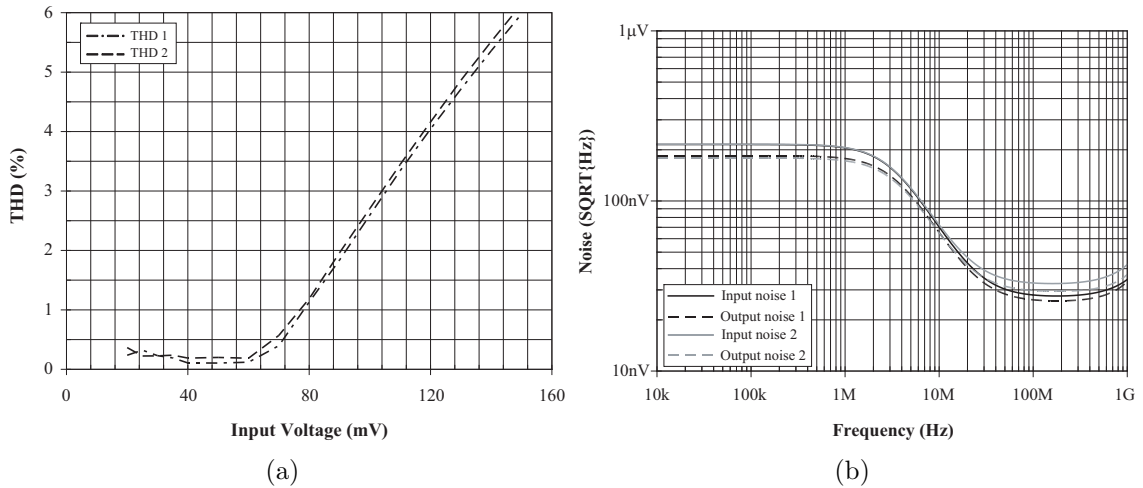 6
5
4
3
2
1
0
THD (%)
THD 1
THD 2
0
40
80
120
160
Input Voltage (mV)
(a)
1μV
100nV
10nV
Noise (SQRT{Hz})
Input noise 1
Output noise 1
Input noise 2
Output noise 2
10k
100k
1M
10M
100M
1G
Frequency (Hz)
(b)